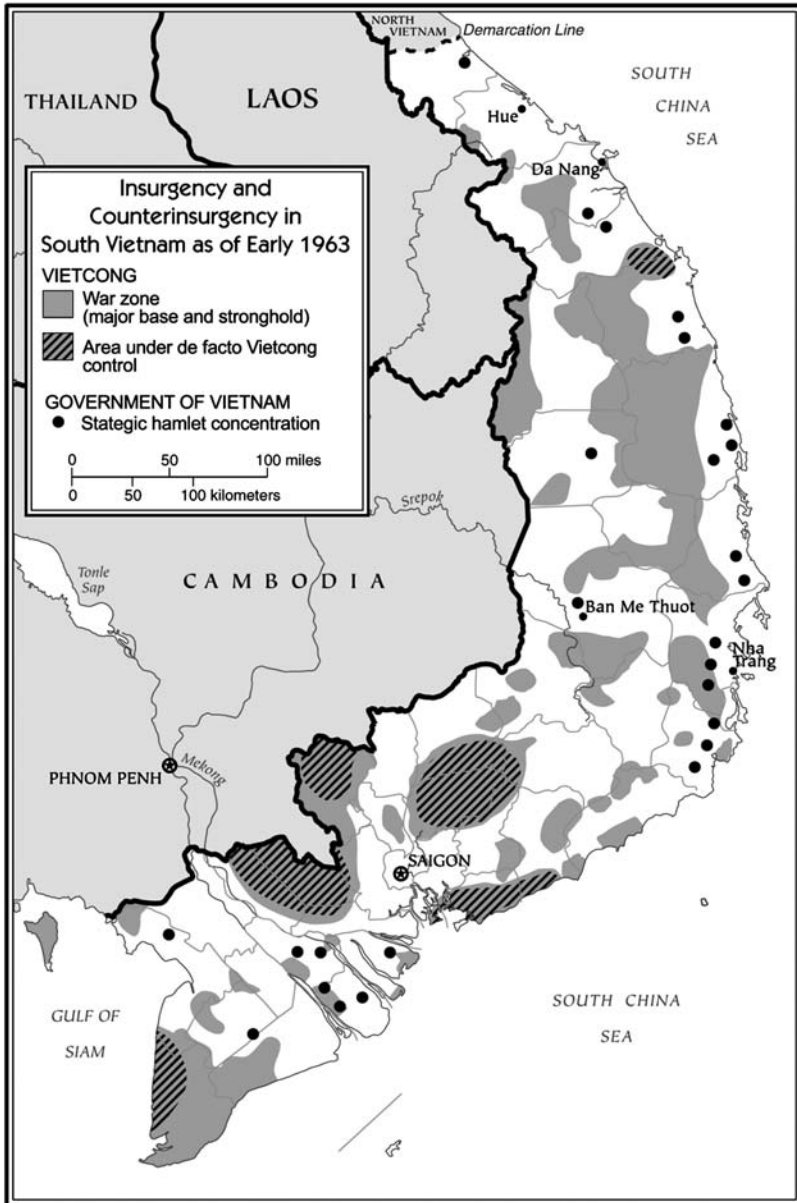 NORTH
VIETNAM
Demarcation Line
THAILAND
LAOS
SOUTH
CHINA
SEA
Hue
Da Nang
Insurgency and
Counterinsurgency in
South Vietnam as of Early 1963
VIETCONG
War zone
(major base and stronghold)
Area under de facto Vietcong
control
GOVERNMENT OF VIETNAM
Stategic hamlet concentration
0 50 100 miles
0 50 100 kilometers
Srepok
Tonle
Sap
CAMBODIA
Ban Me Thuot
Nha
Trang
PHNOM PENH
Mekong
SAIGON
GULF OF
SIAM
SOUTH CHINA
SEA